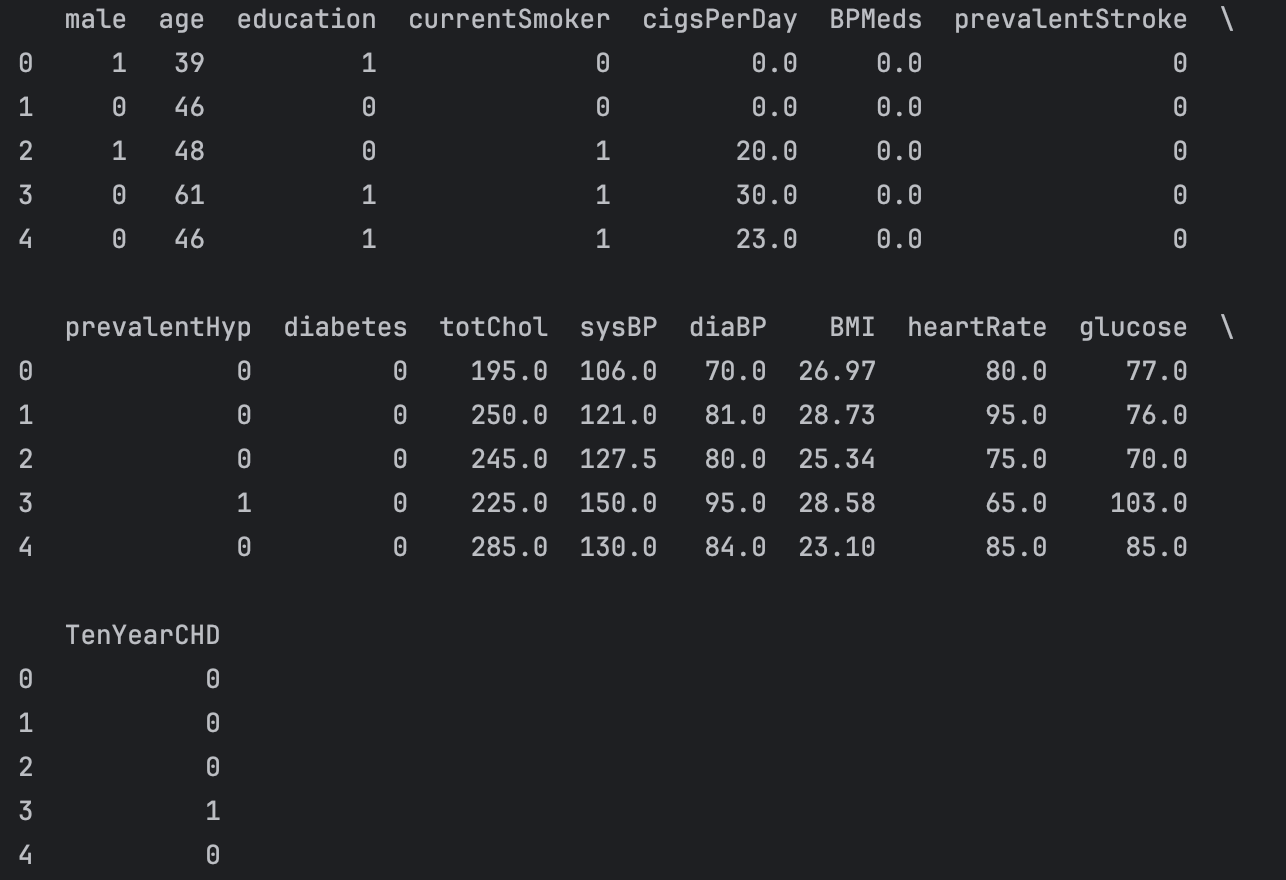 male  age  education  currentSmoker  cigsPerDay  BPMeds  prevalentStroke  \
0     1   39          1              0         0.0     0.0                0
1     0   46          0              0         0.0     0.0                0
2     1   48          0              1        20.0     0.0                0
3     0   61          1              1        30.0     0.0                0
4     0   46          1              1        23.0     0.0                0

   prevalentHyp  diabetes  totChol  sysBP  diaBP    BMI  heartRate  glucose  \
0             0         0    195.0  106.0   70.0  26.97       80.0     77.0
1             0         0    250.0  121.0   81.0  28.73       95.0     76.0
2             0         0    245.0  127.5   80.0  25.34       75.0     70.0
3             1         0    225.0  150.0   95.0  28.58       65.0    103.0
4             0         0    285.0  130.0   84.0  23.10       85.0     85.0

   TenYearCHD
0           0
1           0
2           0
3           1
4           0